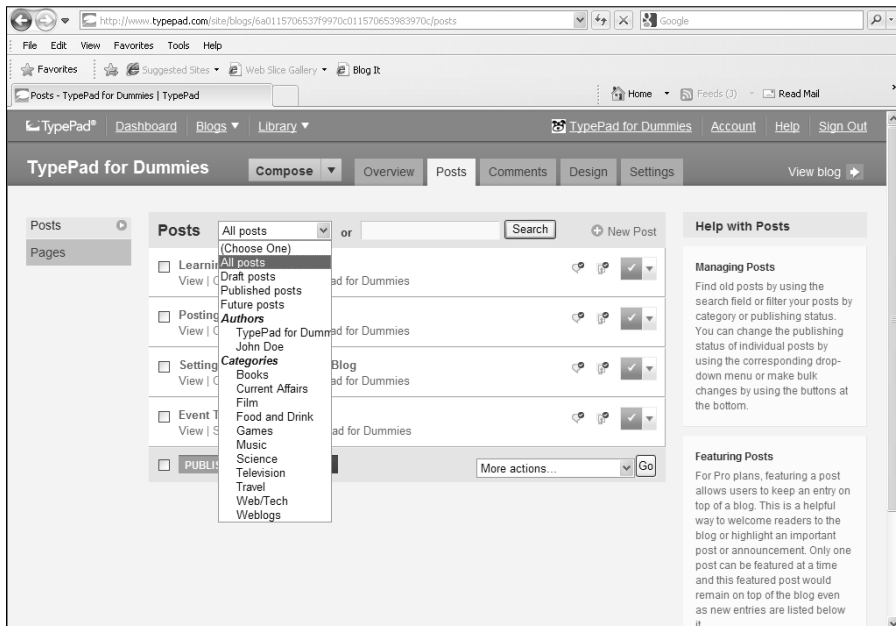 http://www.typepad.com/site/blogs/6a0115706537f9970c011570653983970c/posts
Google
File Edit View Favorites Tools Help
Favorites Suggested Sites Web Slice Gallery Blog It
Posts - TypePad for Dummies | TypePad
Home Feeds (J) Read Mail
TypePad® Dashboard Blogs Library TypePad for Dummies Account Help Sign Out
TypePad for Dummies Compose Overview Posts Comments Design Settings View blog
Posts
Pages
Posts All posts or Search New Post
(Choose One)
All posts
Draft posts
Published posts
Future posts
Authors
TypePad for Dumm
John Doe
Categories
Books
Current Affairs
Film
Food and Drink
Games
Music
Science
Television
Travel
Web/Tech
Weblogs
Learnin
View | ad for Dummies
Posting
View | ad for Dummies
Setting Blog
View | ad for Dummies
Event T
View | S ad for Dummies
PUBLIS More actions... Go
Help with Posts
Managing Posts
Find old posts by using the
search field or filter your posts by
category or publishing status.
You can change the publishing
status of individual posts by
using the corresponding drop-
down menu or make bulk
changes by using the buttons at
the bottom.
Featuring Posts
For Pro plans, featuring a post
allows users to keep an entry on
top of a blog. This is a helpful
way to welcome readers to the
blog or highlight an important
post or announcement. Only one
post can be featured at a time
and this featured post would
remain on top of the blog even
as new entries are listed below
it.